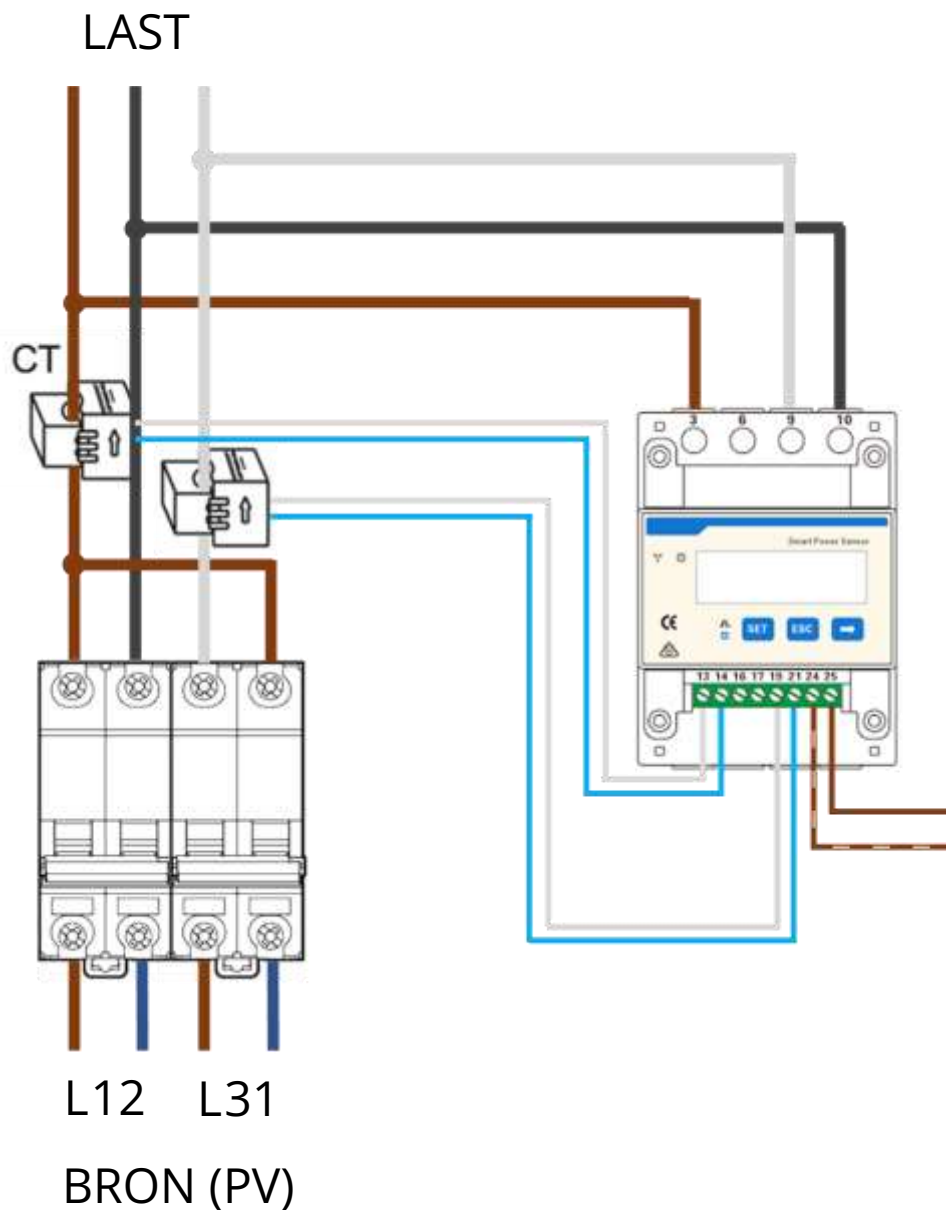 LAST
CT
3 6 9 10
Smart Power Sensor
CE
SET ESC
13 14 16 17 19 21 24 25
L12 L31
BRON (PV)